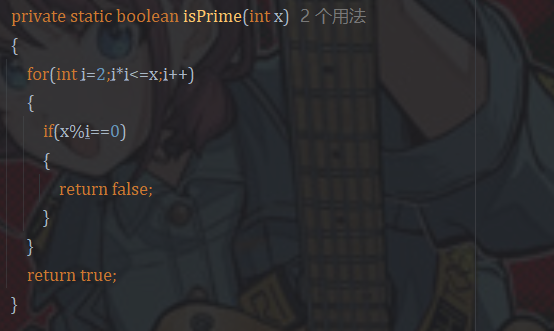 private static boolean isPrime(int x) 2个用法
{
for(int i=2;i*i<=x;i++)
{
if(x%i==0)
{
return false;
}
}
return true;
}